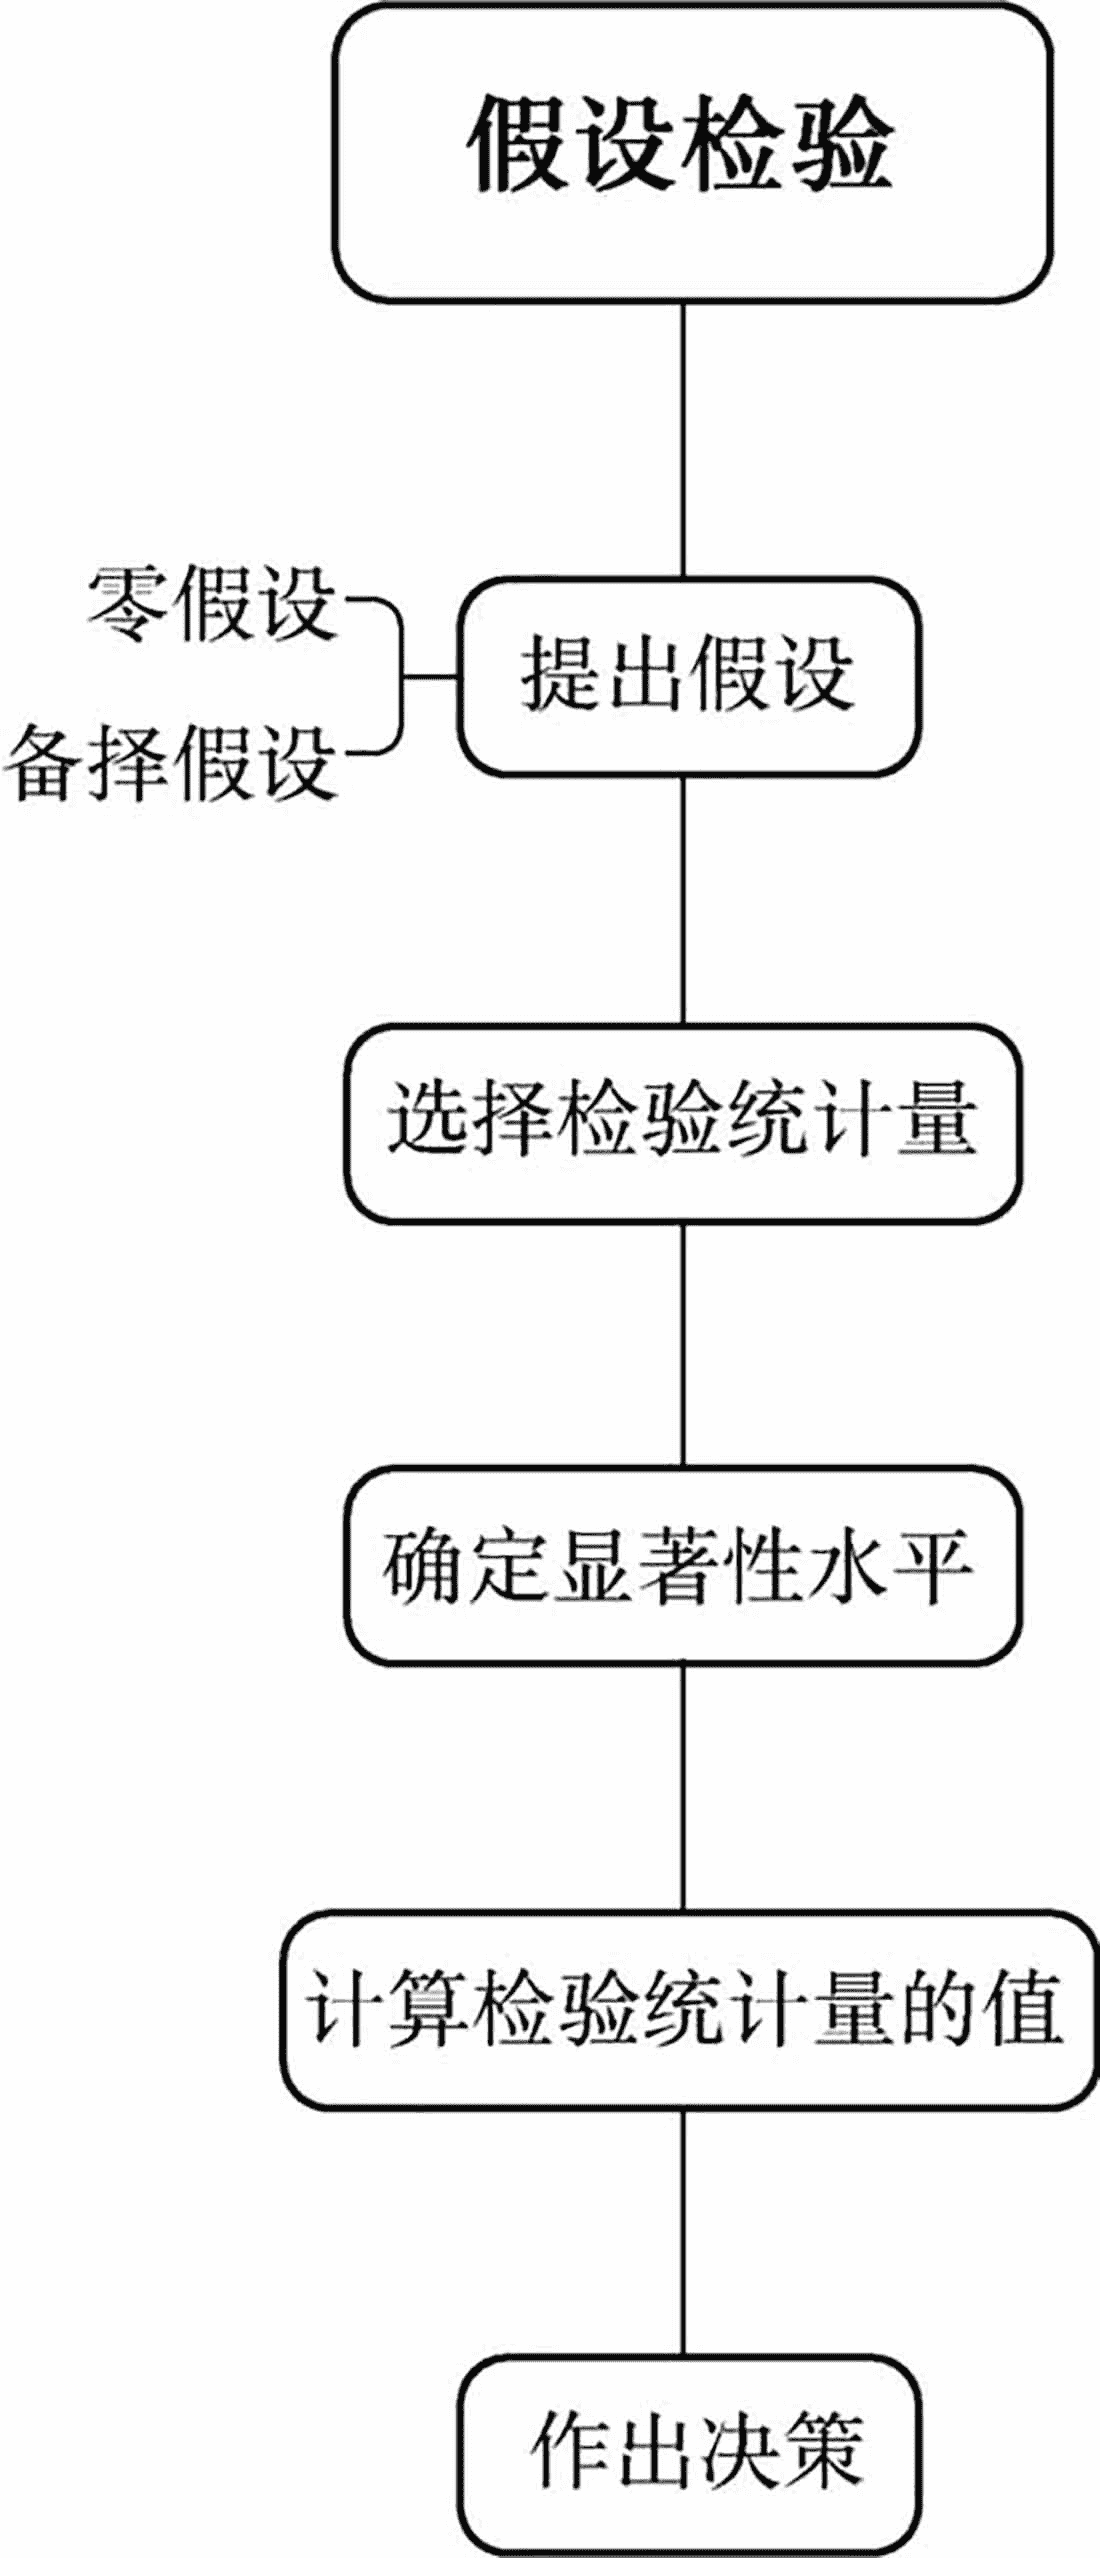 假设检验
零假设
提出假设
备择假设
选择检验统计量
确定显著性水平
计算检验统计量的值
作出决策